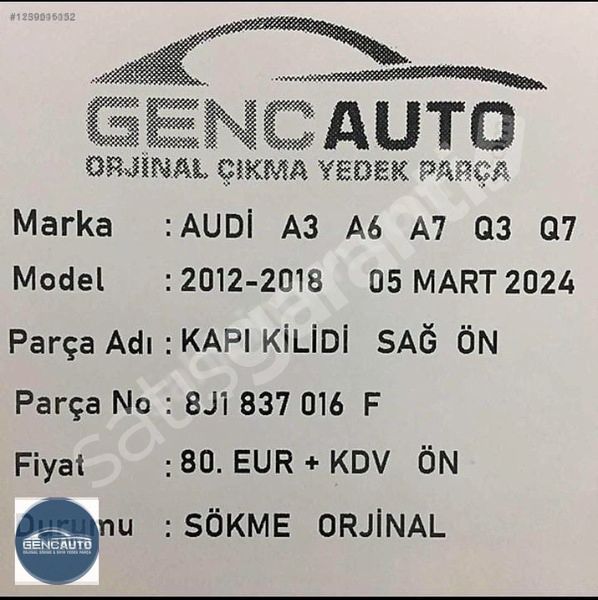 GENCAUTO
ORJİNAL ÇIKMA YEDEK PARÇA
Marka : AUDİ A3 A6 A7 Q3 Q7
Model : 2012-2018 05 MART 2024
Parça Adı : KAPI KİLİDİ SAĞ ÖN
Parça No : 8J1 837 016 F
Fiyat : 80. EUR + KDV ÖN
Durumu : SÖKME ORJİNAL
GENCAUTO
satisgaranti